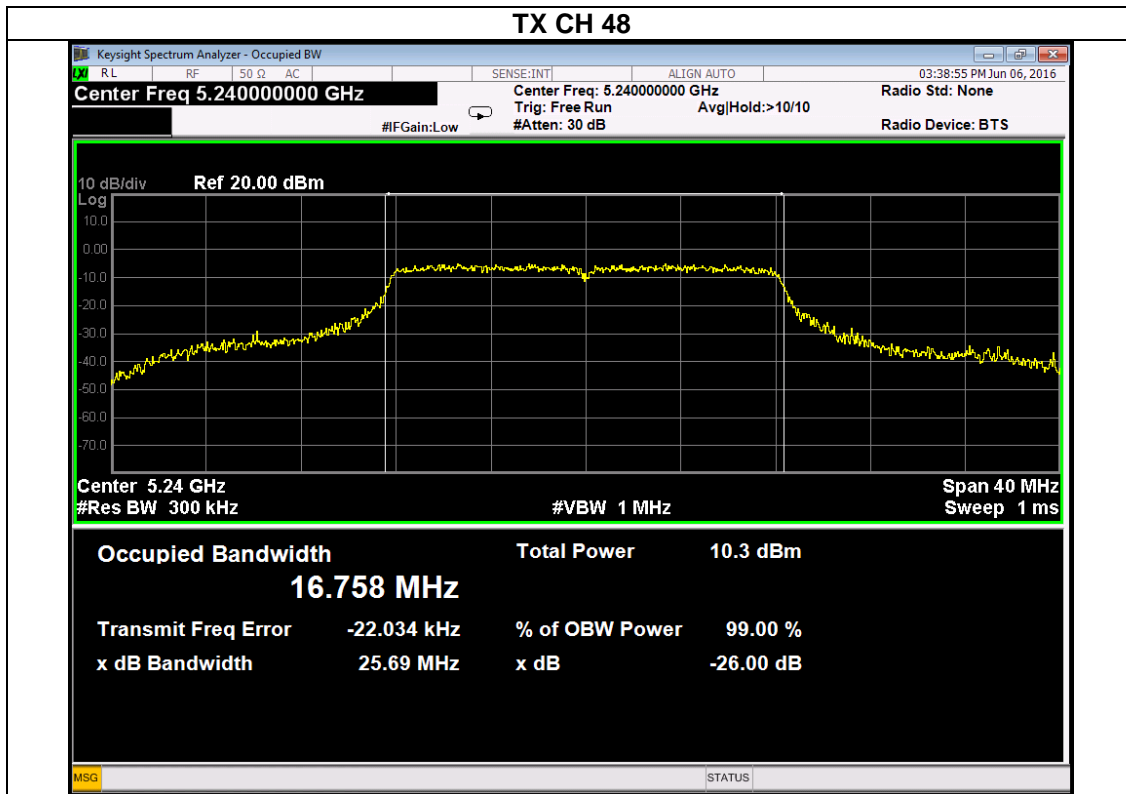 TX CH 48
Keysight Spectrum Analyzer - Occupied BW
LXI RL RF 50 Ω AC SENSE:INT ALIGN AUTO 03:38:55 PM Jun 06, 2016
Center Freq 5.240000000 GHz
Center Freq: 5.240000000 GHz
Radio Std: None
Trig: Free Run Avg|Hold:>10/10
#IFGain:Low #Atten: 30 dB Radio Device: BTS
10 dB/div Ref 20.00 dBm
Log
10.0
0.00
-10.0
-20.0
-30.0
-40.0
-50.0
-60.0
-70.0
Center 5.24 GHz Span 40 MHz
#Res BW 300 kHz #VBW 1 MHz Sweep 1 ms
Occupied Bandwidth Total Power 10.3 dBm
16.758 MHz
Transmit Freq Error -22.034 kHz % of OBW Power 99.00 %
x dB Bandwidth 25.69 MHz x dB -26.00 dB
MSG STATUS